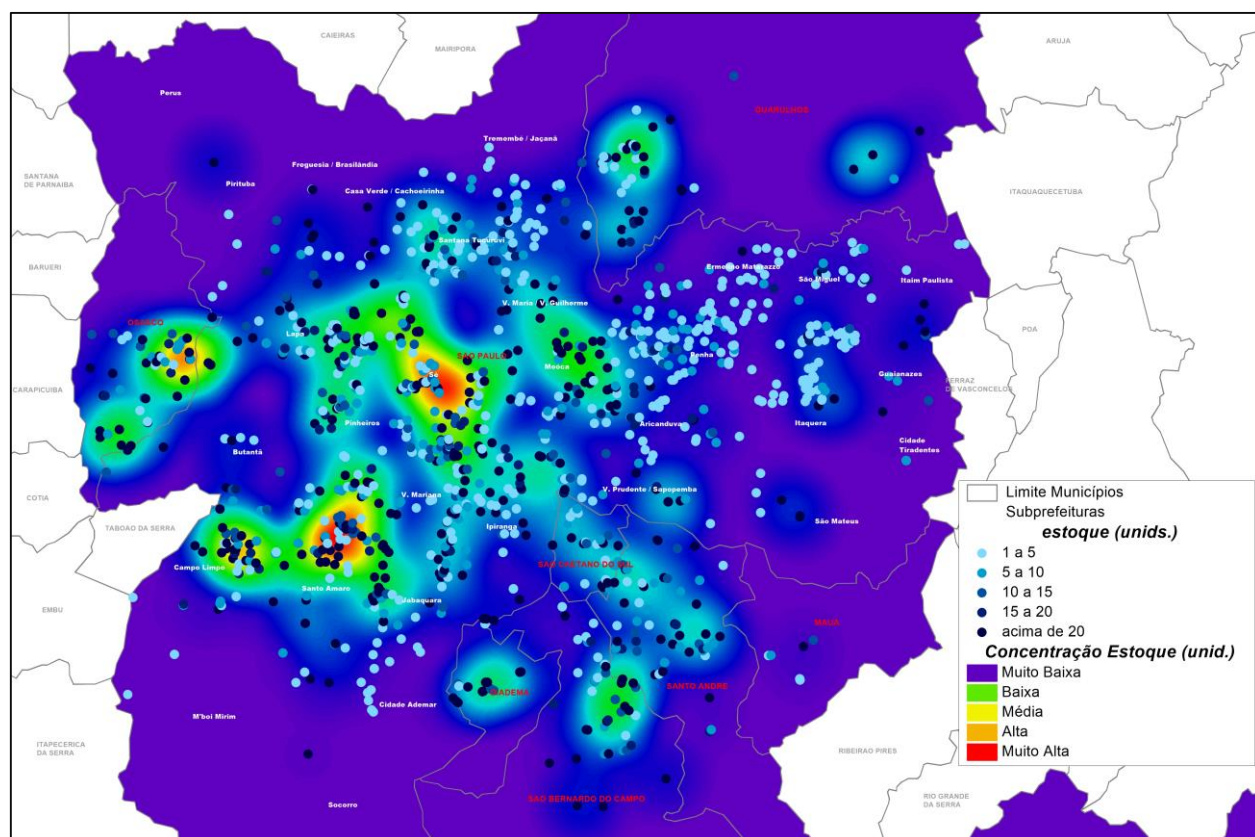 CAIEIRAS
MAIRIPORA
ARUJA
Perus
GUARULHOS
Tremembé / Jaçanã
Freguesia / Brasilândia
SANTANA
DE PARNAIBA
Pirituba
Casa Verde / Cachoeirinha
ITAQUAQUECETUBA
Santana Tucuruvi
BARUERI
Ermelino Matarazzo
São Miguel
Itaim Paulista
V. Maria / V. Guilherme
OSASCO
Lapa
POA
SAO PAULO
Penha
Moóca
Sé
Guaianazes
CARAPICUIBA
FERRAZ
DE VASCONCELOS
Pinheiros
Aricanduva
Itaquera
Cidade
Tiradentes
Butantã
COTIA
V. Mariana
V. Prudente / Sapopemba
TABOAO DA SERRA
Ipiranga
São Mateus
Campo Limpo
SAO CAETANO DO SUL
Santo Amaro
Jabaquara
EMBU
MAUA
SANTO ANDRE
DIADEMA
Cidade Ademar
M'boi Mirim
ITAPECERICA
DA SERRA
RIBEIRAO PIRES
Socorro
SAO BERNARDO DO CAMPO
RIO GRANDE
DA SERRA
Limite Municípios
Subprefeituras
estoque (unids.)
1 a 5
5 a 10
10 a 15
15 a 20
acima de 20
Concentração Estoque (unid.)
Muito Baixa
Baixa
Média
Alta
Muito Alta